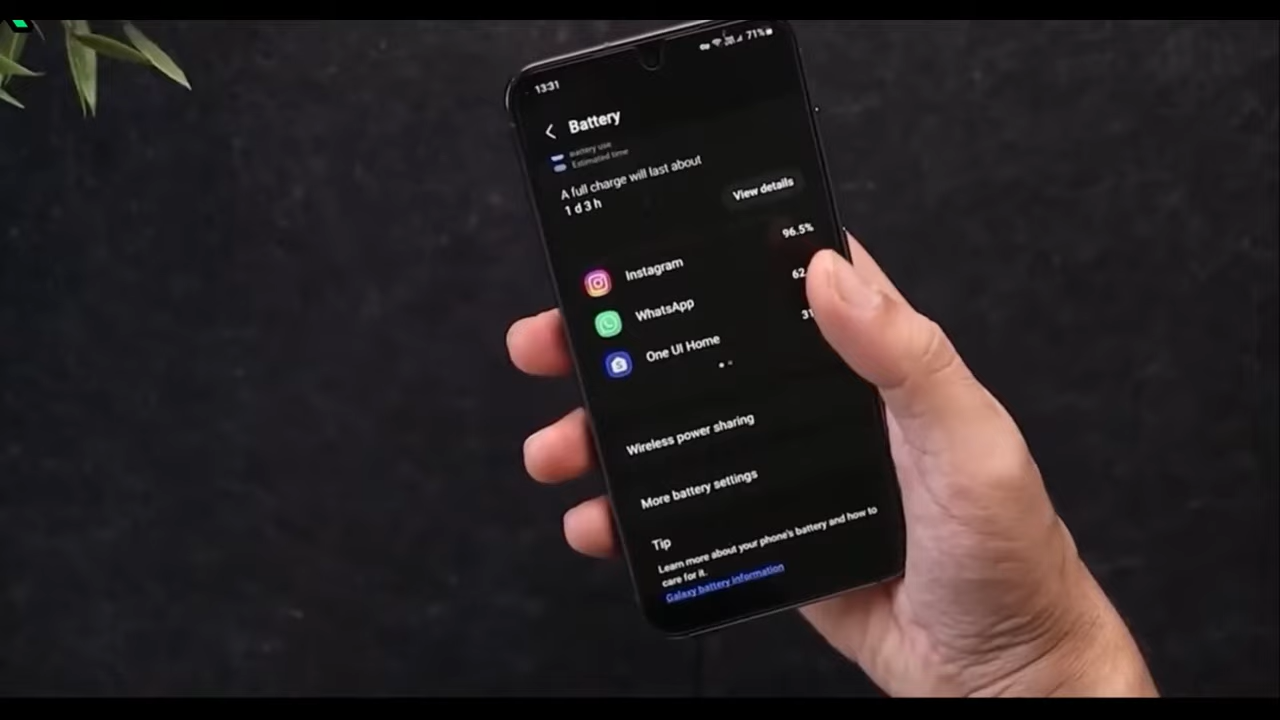 13:31
71%
Battery
Battery use
Estimated time
A full charge will last about
1 d 3 h
View details
96.5%
Instagram
62.
WhatsApp
31
One UI Home
Wireless power sharing
More battery settings
Tip
Learn more about your phone's battery and how to
care for it.
Galaxy battery information